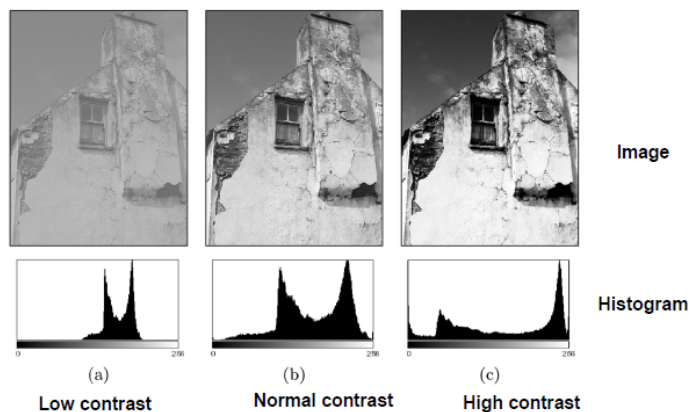 Image
Histogram
0 256 0 256 0 256
(a) (b) (c)
Low contrast Normal contrast High contrast